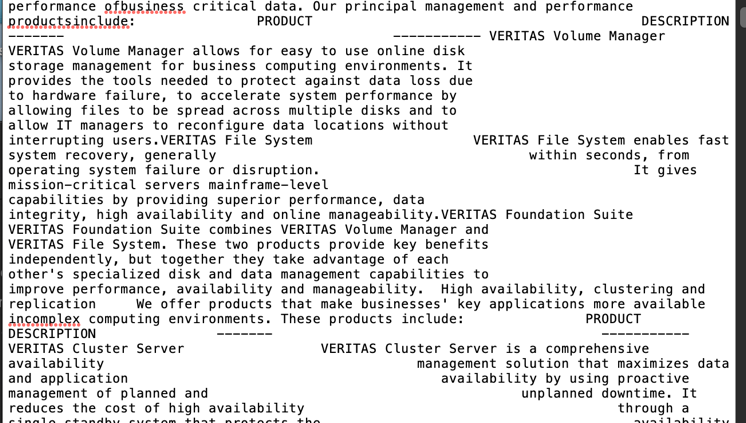 performance ofbusiness critical data. Our principal management and performance
productsinclude: PRODUCT DESCRIPTION
------- ----------- VERITAS Volume Manager
VERITAS Volume Manager allows for easy to use online disk
storage management for business computing environments. It
provides the tools needed to protect against data loss due
to hardware failure, to accelerate system performance by
allowing files to be spread across multiple disks and to
allow IT managers to reconfigure data locations without
interrupting users.VERITAS File System VERITAS File System enables fast
system recovery, generally within seconds, from
operating system failure or disruption. It gives
mission-critical servers mainframe-level
capabilities by providing superior performance, data
integrity, high availability and online manageability.VERITAS Foundation Suite
VERITAS Foundation Suite combines VERITAS Volume Manager and
VERITAS File System. These two products provide key benefits
independently, but together they take advantage of each
other's specialized disk and data management capabilities to
improve performance, availability and manageability. High availability, clustering and
replication We offer products that make businesses' key applications more available
incomplex computing environments. These products include: PRODUCT
DESCRIPTION ------- -----------
VERITAS Cluster Server VERITAS Cluster Server is a comprehensive
availability management solution that maximizes data
and application availability by using proactive
management of planned and unplanned downtime. It
reduces the cost of high availability through a
single standby system that protects the availability